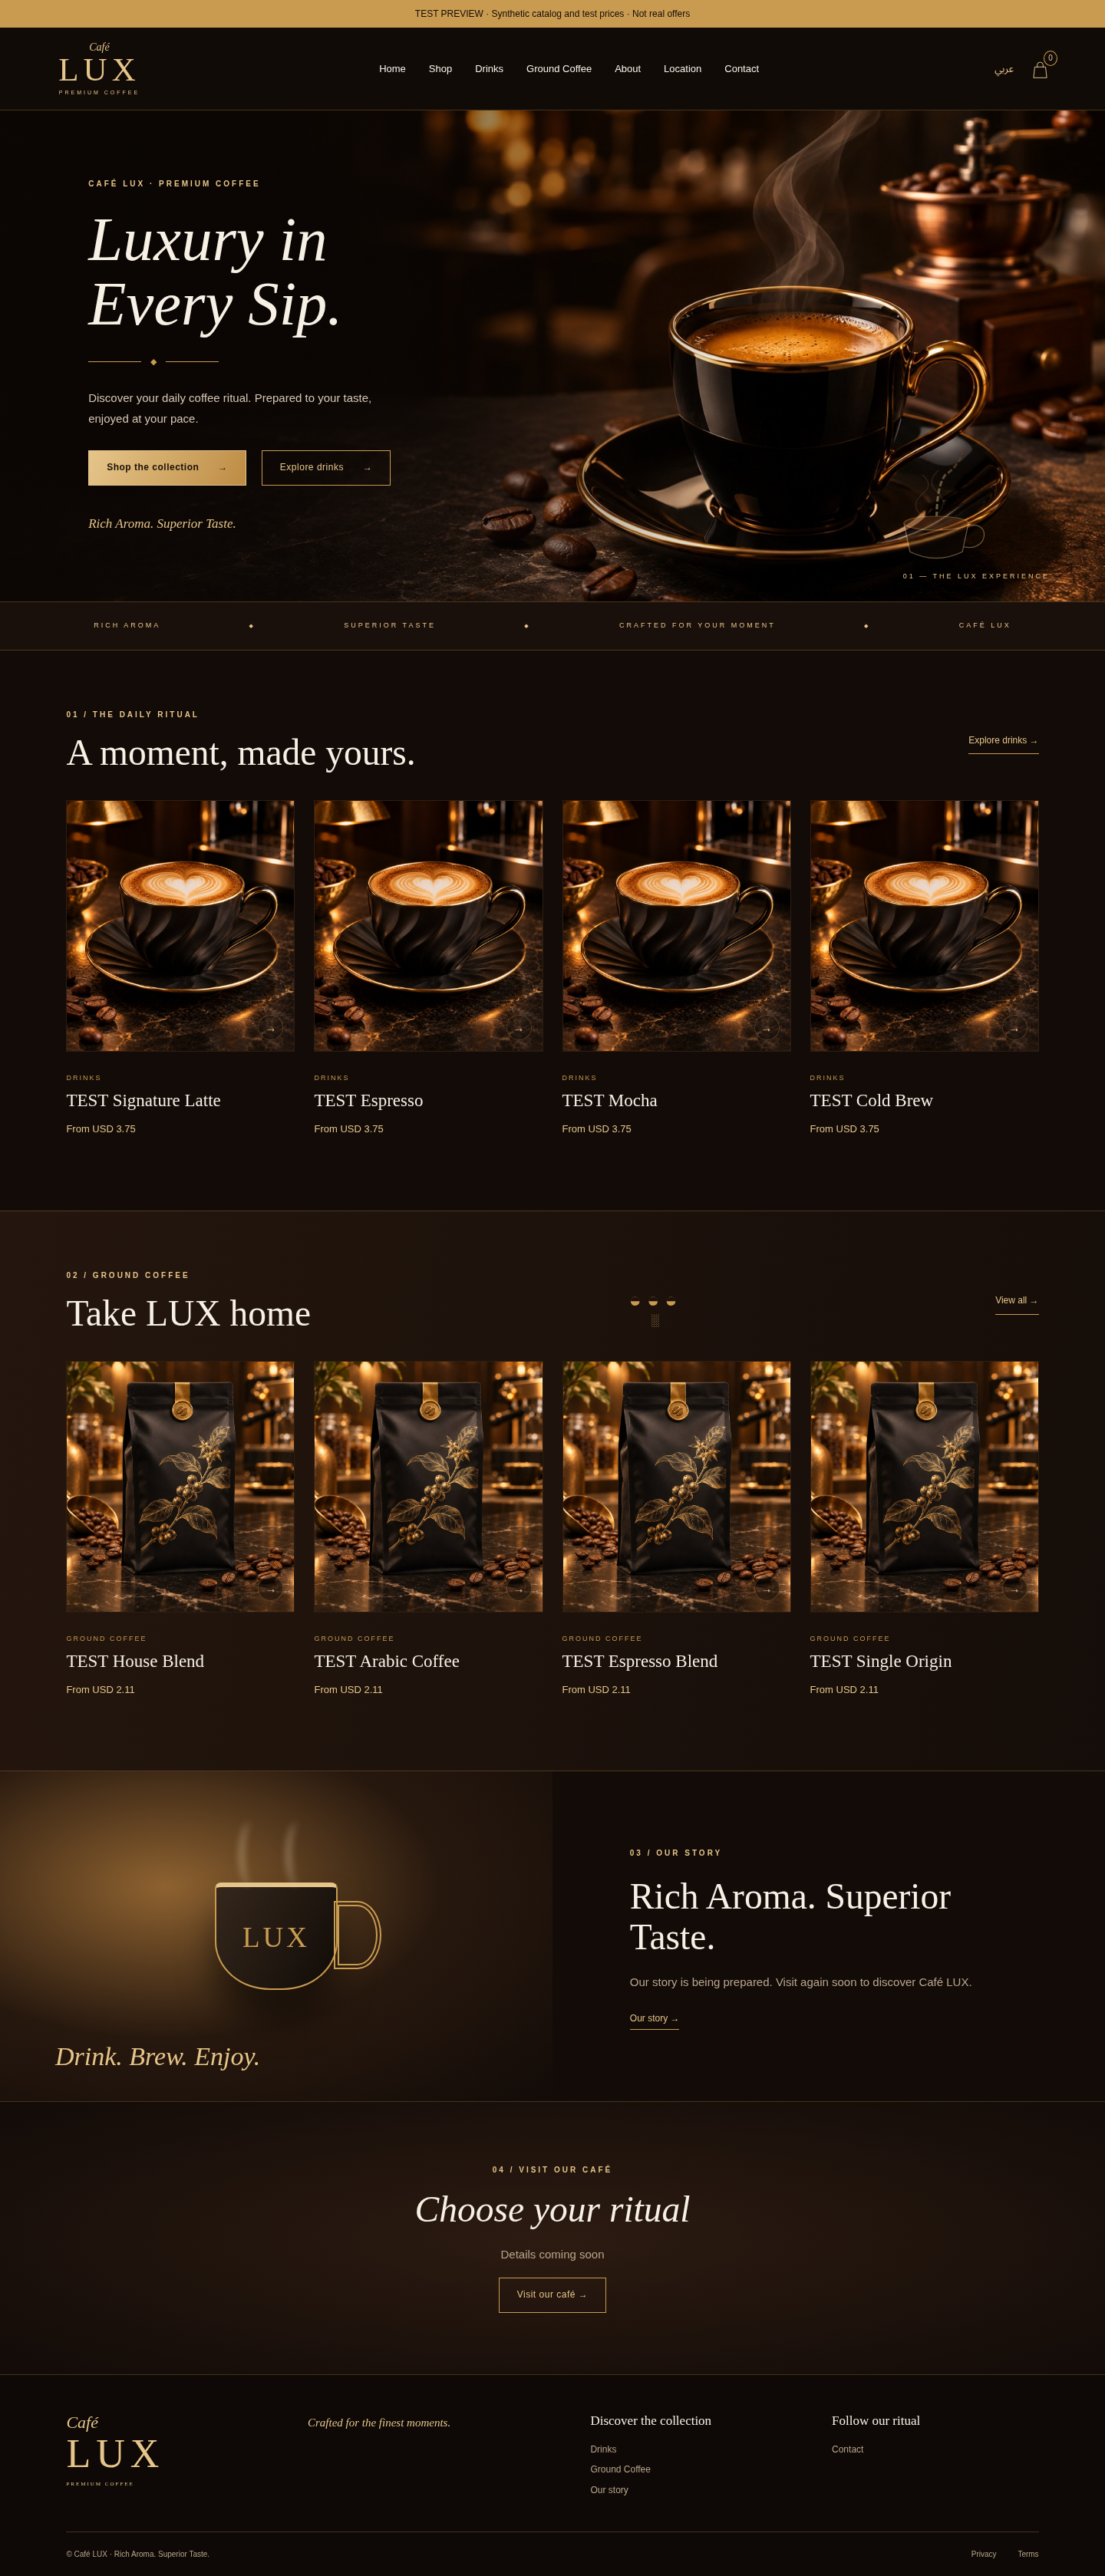 TEST PREVIEW · Synthetic catalog and test prices · Not real offers
Café
LUX
PREMIUM COFFEE
Home Shop Drinks Ground Coffee About Location Contact
عربي
0
CAFÉ LUX · PREMIUM COFFEE
Luxury in
Every Sip.
Discover your daily coffee ritual. Prepared to your taste,
enjoyed at your pace.
Shop the collection → Explore drinks →
Rich Aroma. Superior Taste.
01 — THE LUX EXPERIENCE
RICH AROMA ◆ SUPERIOR TASTE ◆ CRAFTED FOR YOUR MOMENT ◆ CAFÉ LUX
01 / THE DAILY RITUAL
A moment, made yours.
Explore drinks →
→ → → →
DRINKS DRINKS DRINKS DRINKS
TEST Signature Latte TEST Espresso TEST Mocha TEST Cold Brew
From USD 3.75 From USD 3.75 From USD 3.75 From USD 3.75
02 / GROUND COFFEE
Take LUX home
View all →
→ → → →
GROUND COFFEE GROUND COFFEE GROUND COFFEE GROUND COFFEE
TEST House Blend TEST Arabic Coffee TEST Espresso Blend TEST Single Origin
From USD 2.11 From USD 2.11 From USD 2.11 From USD 2.11
LUX
Drink. Brew. Enjoy.
03 / OUR STORY
Rich Aroma. Superior
Taste.
Our story is being prepared. Visit again soon to discover Café LUX.
Our story →
04 / VISIT OUR CAFÉ
Choose your ritual
Details coming soon
Visit our café →
Café
LUX
PREMIUM COFFEE
Crafted for the finest moments.
Discover the collection
Drinks
Ground Coffee
Our story
Follow our ritual
Contact
© Café LUX · Rich Aroma. Superior Taste.
Privacy Terms